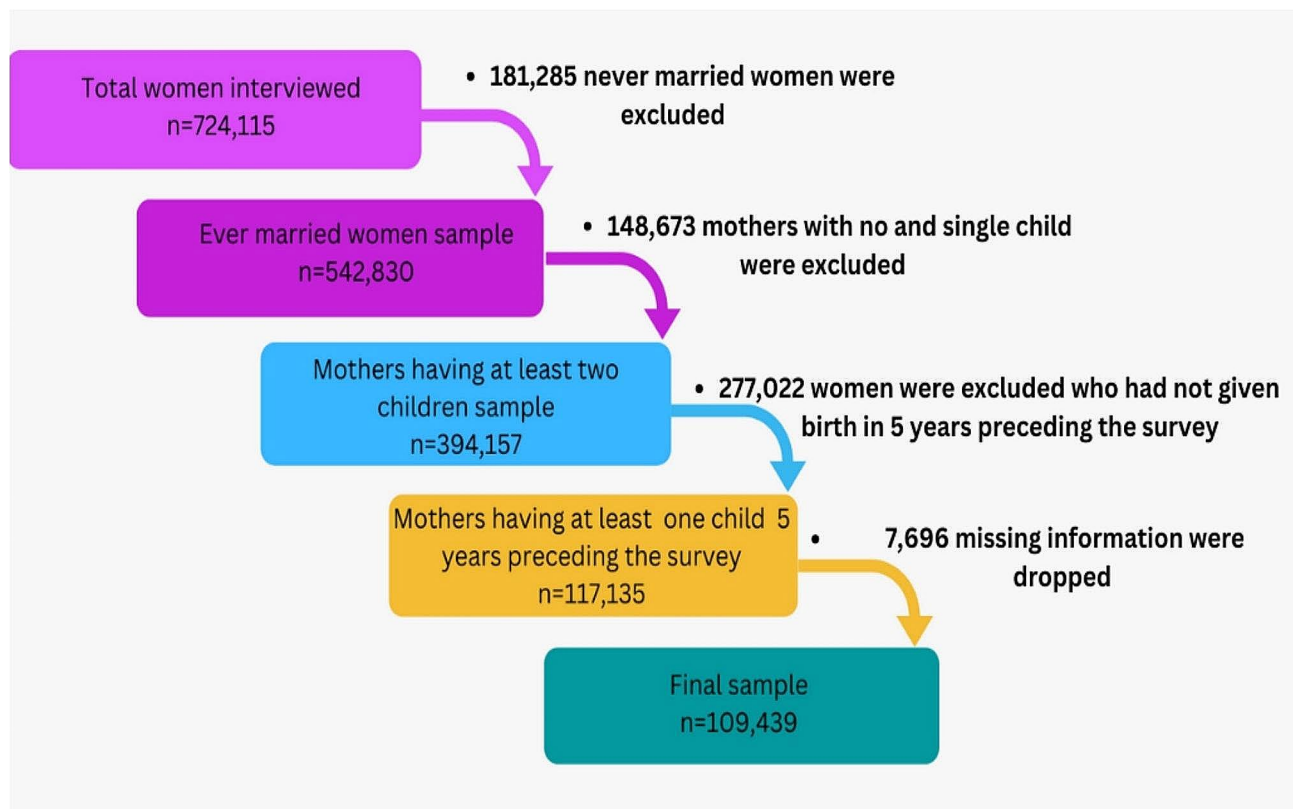 Total women interviewed
n=724,115
• 181,285 never married women were
excluded
Ever married women sample
n=542,830
• 148,673 mothers with no and single child
were excluded
Mothers having at least two
children sample
n=394,157
• 277,022 women were excluded who had not given
birth in 5 years preceding the survey
Mothers having at least one child 5
years preceding the survey
n=117,135
• 7,696 missing information were
dropped
Final sample
n=109,439